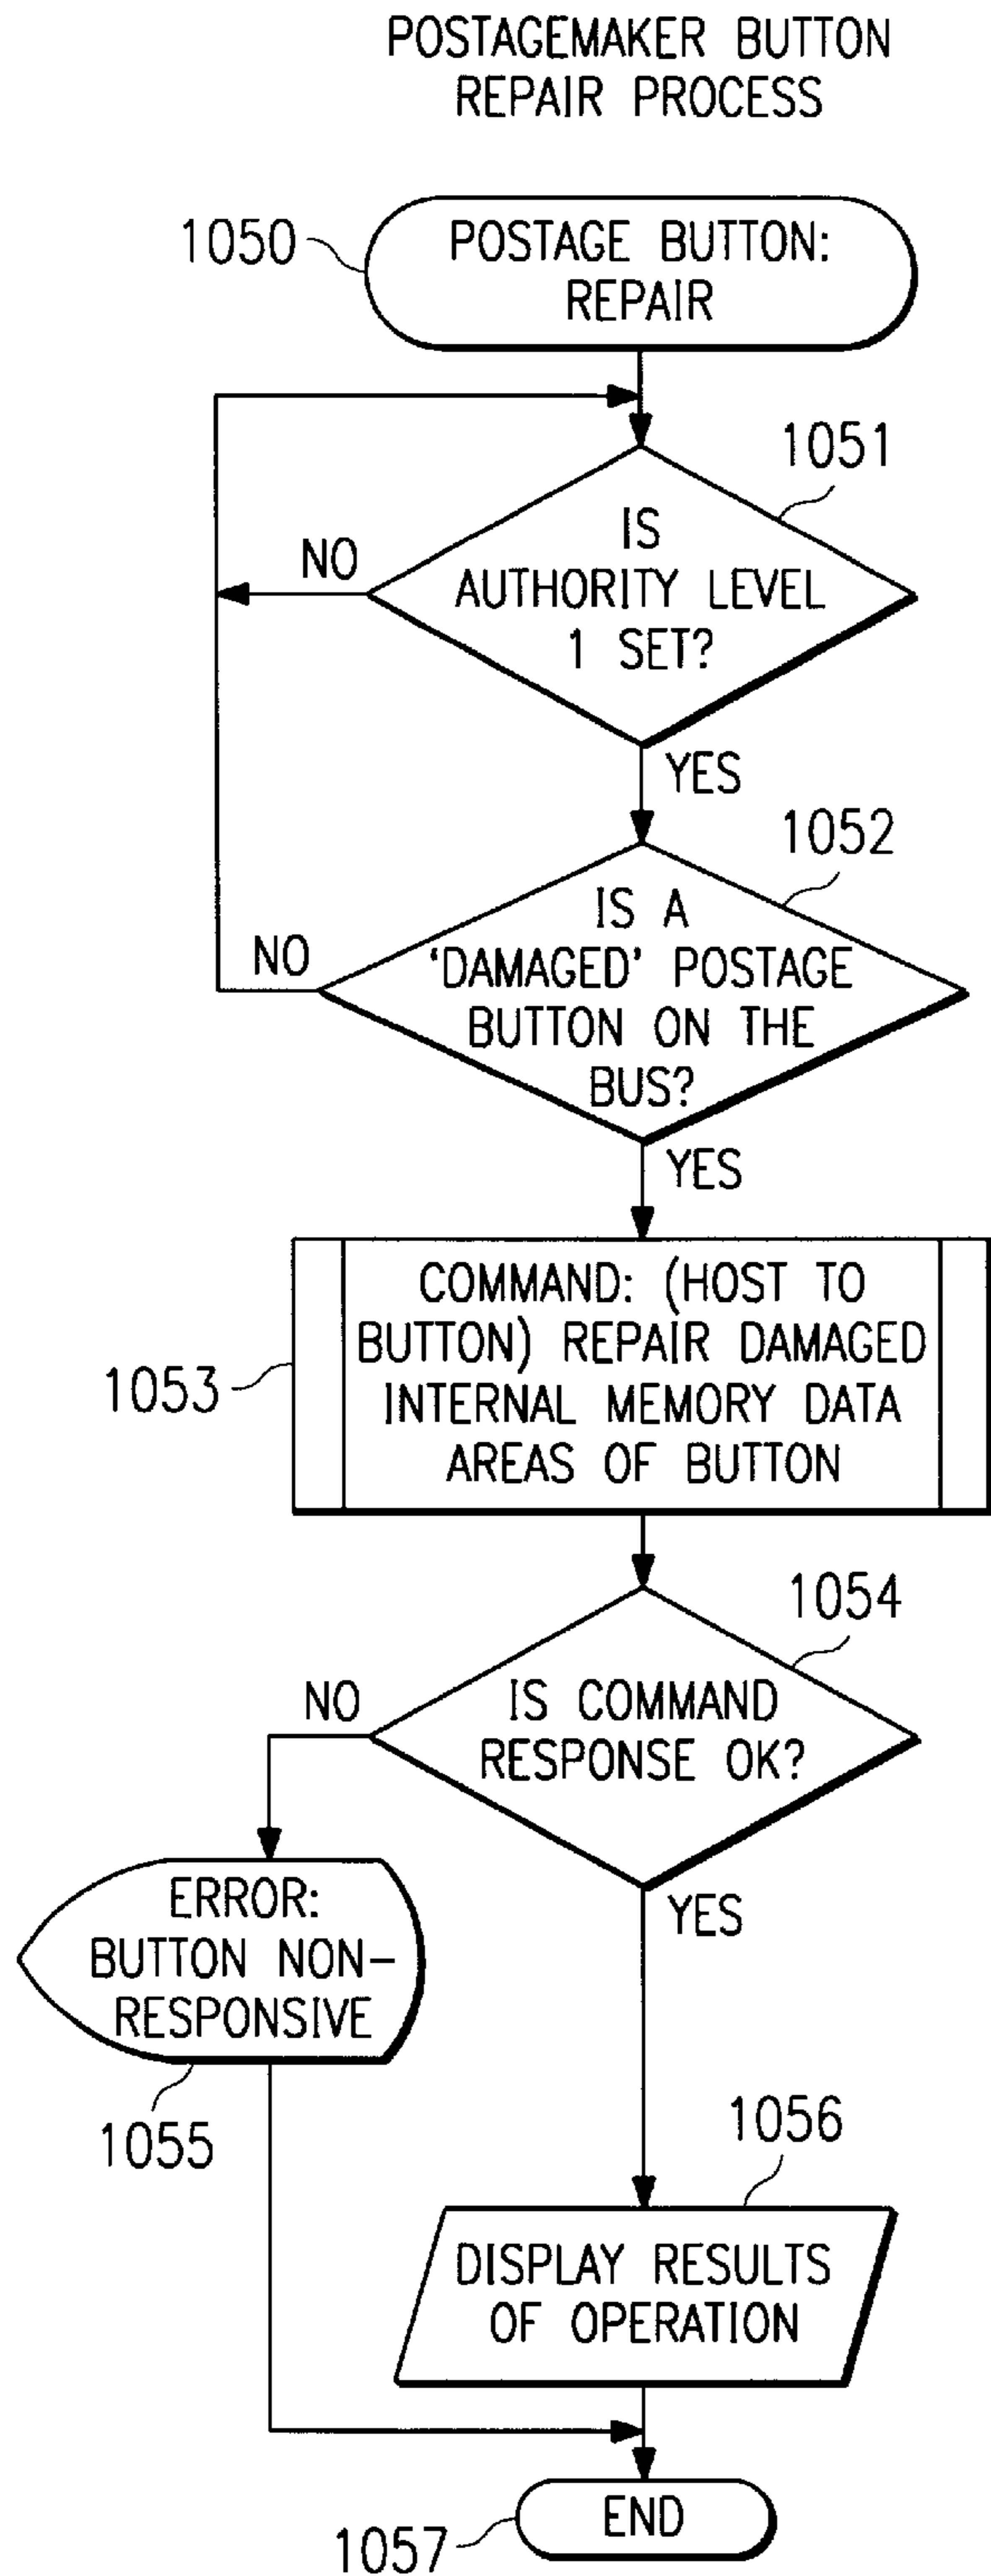 POSTAGEMAKER BUTTON
REPAIR PROCESS
1050
POSTAGE BUTTON:
REPAIR
1051
IS
AUTHORITY LEVEL
1 SET?
NO
YES
1052
IS A
‘DAMAGED’ POSTAGE
BUTTON ON THE
BUS?
NO
YES
1053
COMMAND: (HOST TO
BUTTON) REPAIR DAMAGED
INTERNAL MEMORY DATA
AREAS OF BUTTON
1054
IS COMMAND
RESPONSE OK?
NO
YES
ERROR:
BUTTON NON–
RESPONSIVE
1055
1056
DISPLAY RESULTS
OF OPERATION
END
1057